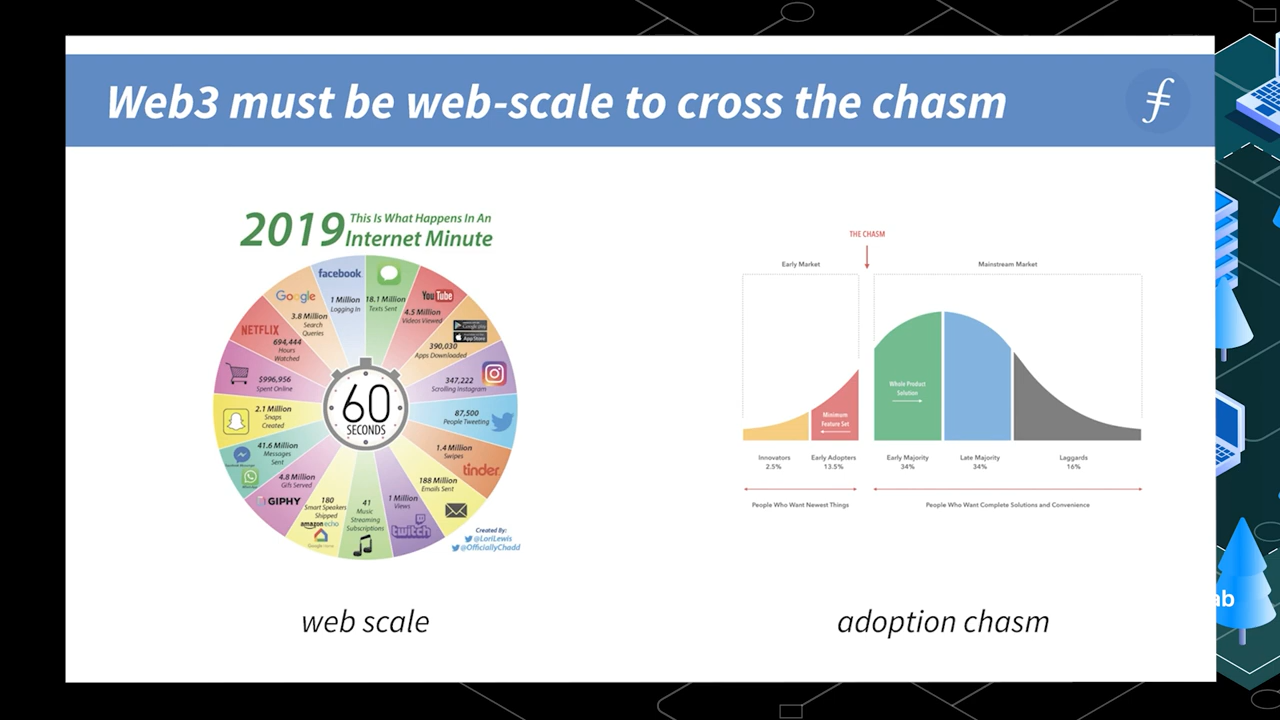 Web3 must be web-scale to cross the chasm
2019 This Is What Happens In An
Internet Minute
facebook
1 Million
Logging In
18.1 Million
Texts Sent
YouTube
4.5 Million
Videos Viewed
Google play
App Store
390,030
Apps Downloaded
347,222
Scrolling Instagram
87,500
People Tweeting
1.4 Million
Swipes
tinder
188 Million
Emails Sent
1 Million
Views
twitch
41
Music
Streaming
Subscriptions
180
Smart Speakers
Shipped
amazon echo
Google Home
4.8 Million
Gifs Served
GIPHY
41.6 Million
Messages
Sent
2.1 Million
Snaps
Created
$996,956
Spent Online
NETFLIX
694,444
Hours
Watched
Google
3.8 Million
Search
Queries
60
SECONDS
Created By:
@LoriLewis
@OfficiallyChadd
web scale
THE CHASM
Early Market
Mainstream Market
Minimum
Feature Set
Whole Product
Solution
Innovators
2.5%
Early Adopters
13.5%
Early Majority
34%
Late Majority
34%
Laggards
16%
People Who Want Newest Things
People Who Want Complete Solutions and Convenience
adoption chasm
ab